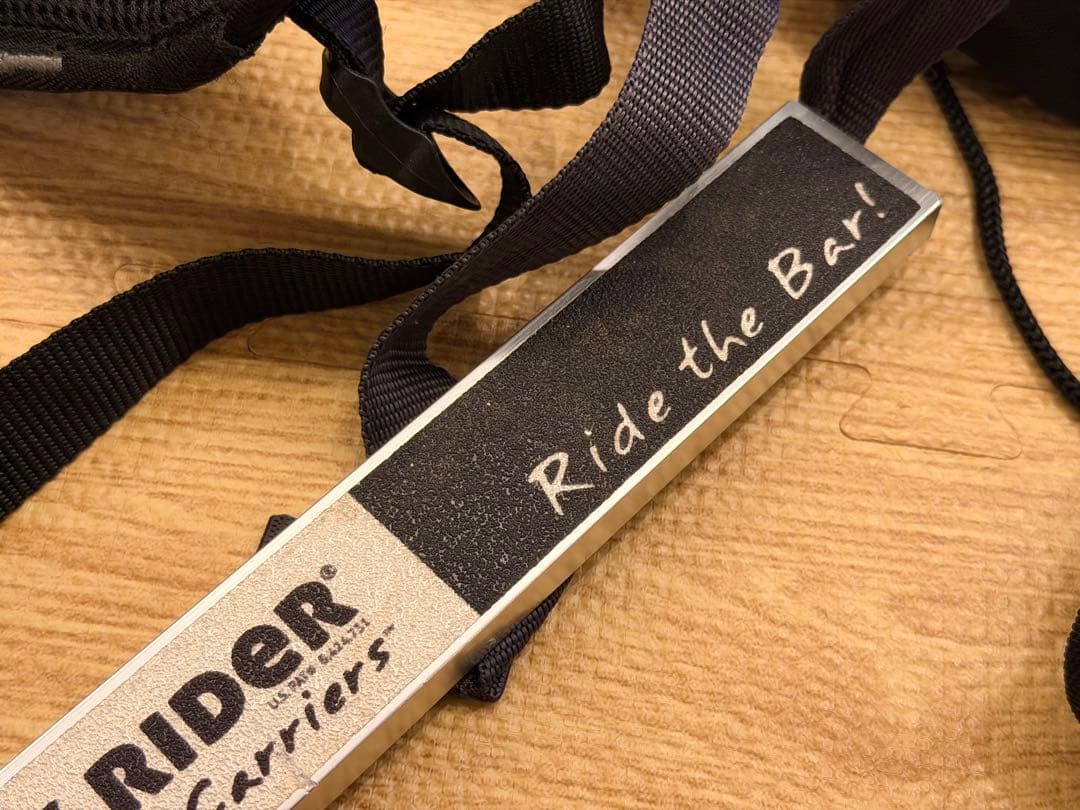 RIDeR®
Carriers™
Ride the Bar!